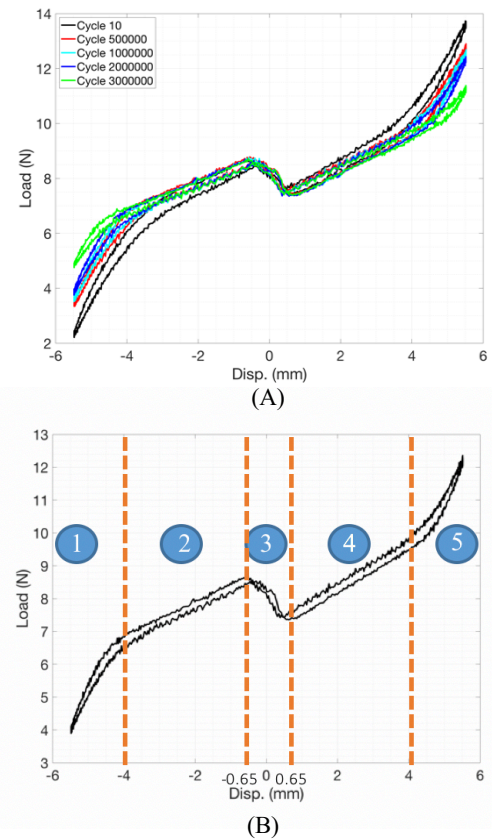 14
12
10
8
6
4
2
Load (N)
Cycle 10
Cycle 500000
Cycle 1000000
Cycle 2000000
Cycle 3000000
-6 -4 -2 0 2 4 6
Disp. (mm)
(A)
13
12
11
10
9
8
7
6
5
4
3
Load (N)
1 2 3 4 5
-6 -4 -2 -0.65 0 0.65 2 4 6
Disp. (mm)
(B)